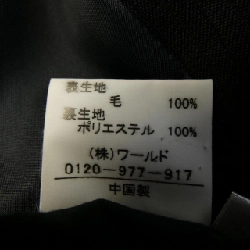 裏生地
毛 100%
裏生地
ポリエステル 100%
(株)ワールド
0120-977-917
中国製